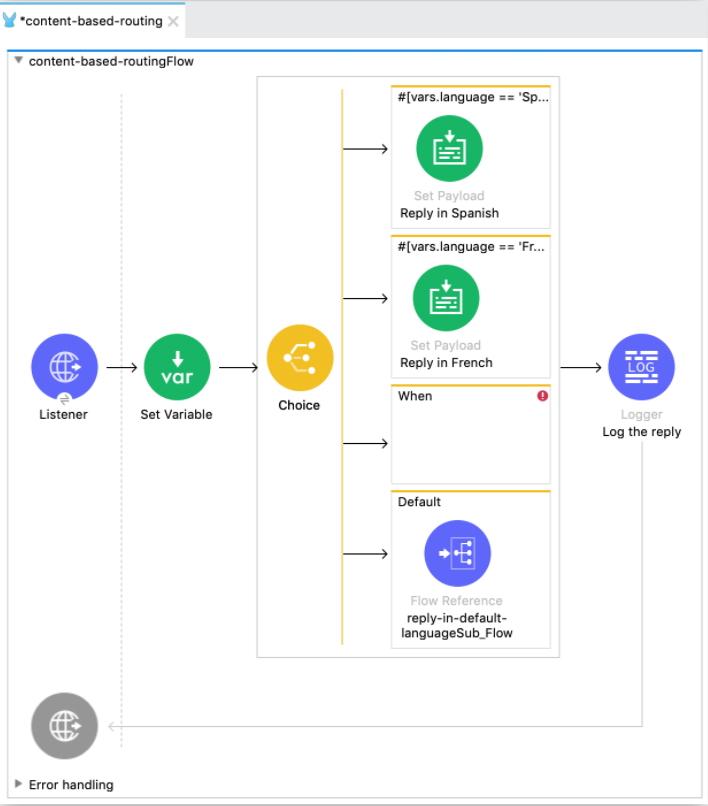 *content-based-routing
content-based-routingFlow
#[vars.language == 'Sp...
Set Payload
Reply in Spanish
#[vars.language == 'Fr...
Set Payload
Reply in French
var
LOG
Listener
Set Variable
Choice
When
Logger
Log the reply
Default
Flow Reference
reply-in-default-
languageSub_Flow
Error handling